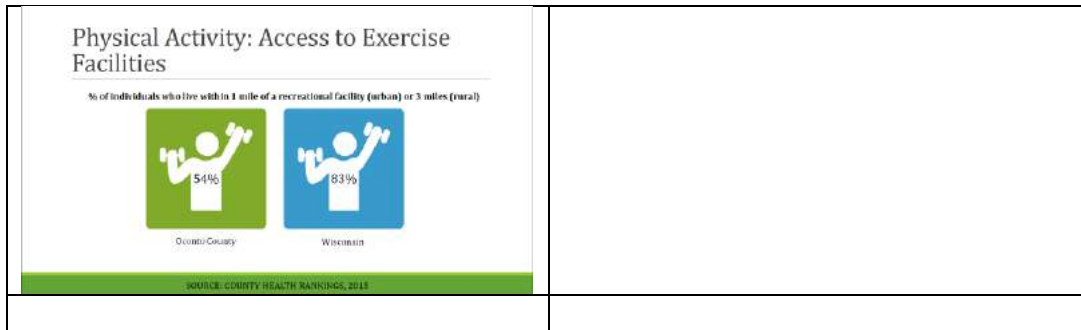 Physical Activity: Access to Exercise
Facilities
% of individuals who live within 1 mile of a recreational facility (urban) or 3 miles (rural)
54%
83%
Oconto County
Wisconsin
SOURCE: COUNTY HEALTH RANKINGS,